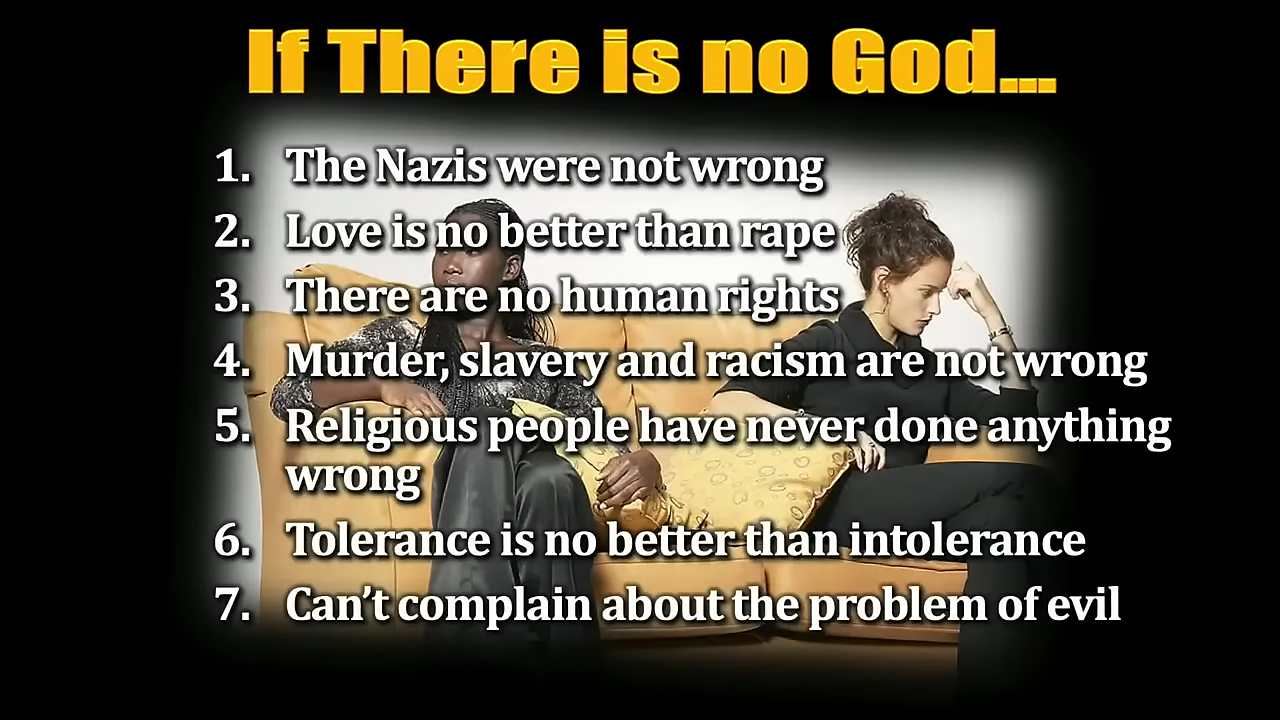 If There is no God...
1. The Nazis were not wrong
2. Love is no better than rape
3. There are no human rights
4. Murder, slavery and racism are not wrong
5. Religious people have never done anything
wrong
6. Tolerance is no better than intolerance
7. Can't complain about the problem of evil